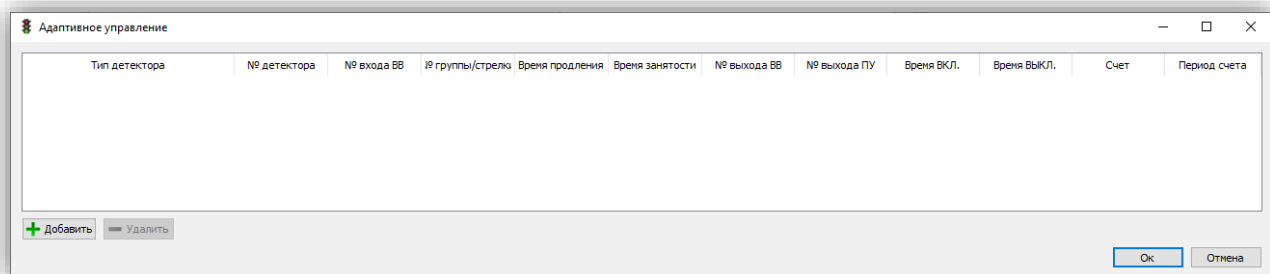 Адаптивное управление
Тип детектора № детектора № входа ВВ № группы/стрелки Время продления Время занятости № выхода ВВ № выхода ПУ Время ВКЛ. Время ВЫКЛ. Счет Период счета
Добавить Удалить
Ок Отмена